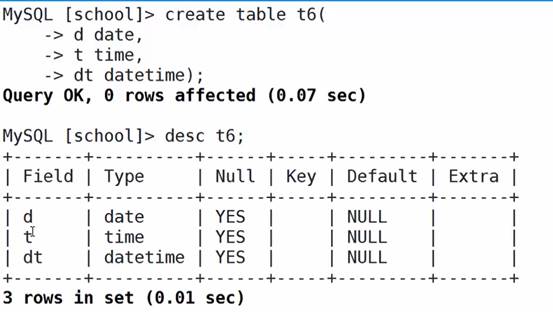 MySQL [school]> create table t6(
    -> d date,
    -> t time,
    -> dt datetime);
Query OK, 0 rows affected (0.07 sec)
MySQL [school]> desc t6;
+-------+----------+------+-----+---------+-------+
| Field | Type     | Null | Key | Default | Extra |
+-------+----------+------+-----+---------+-------+
| d     | date     | YES  |     | NULL    |       |
| t     | time     | YES  |     | NULL    |       |
| dt    | datetime | YES  |     | NULL    |       |
+-------+----------+------+-----+---------+-------+
3 rows in set (0.01 sec)